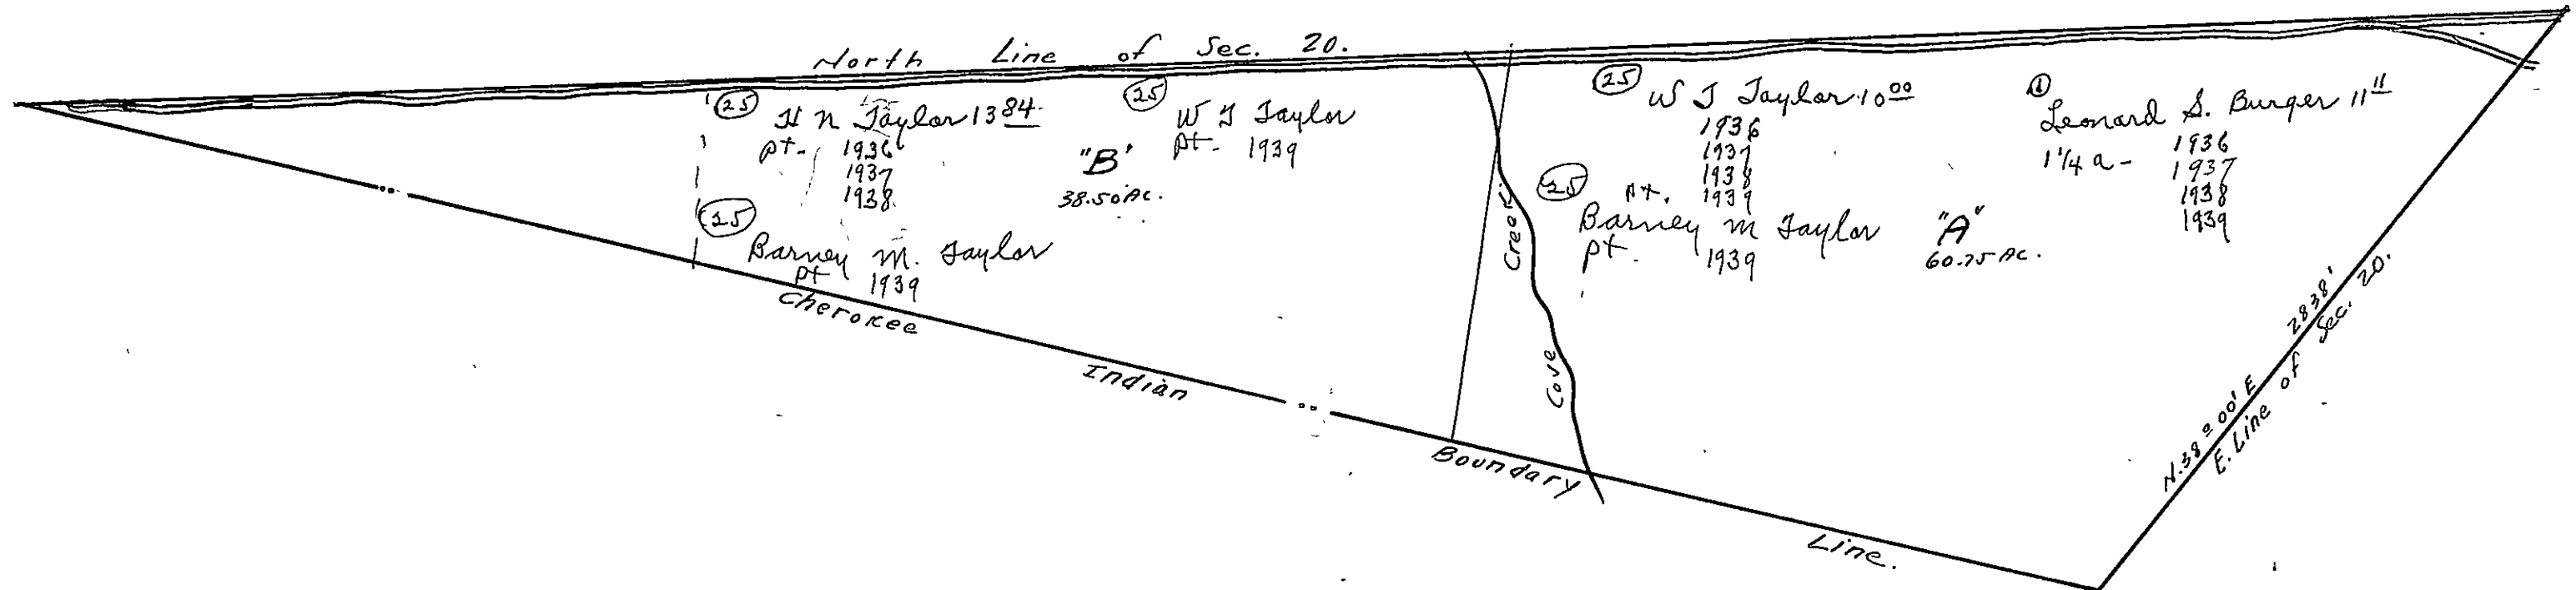 North Line of Sec. 20.
(25) H N Taylor 13 84
pt - 1936
1937
1938
(25) Barney M. Taylor
pt 1939
"B"
38.50 Ac.
(25) W J Taylor
pt - 1939
(25) W J Taylor 10 00
1936
1937
1938
pt. 1939
(25) Barney M Taylor
pt. 1939
"A"
60.75 Ac.
(1) Leonard S. Burger 11 11
1 1/4 a - 1936
1937
1938
1939
Cove Creek
Cherokee Indian Boundary Line.
N.38º00'E 2838'
E. Line of Sec. 20.